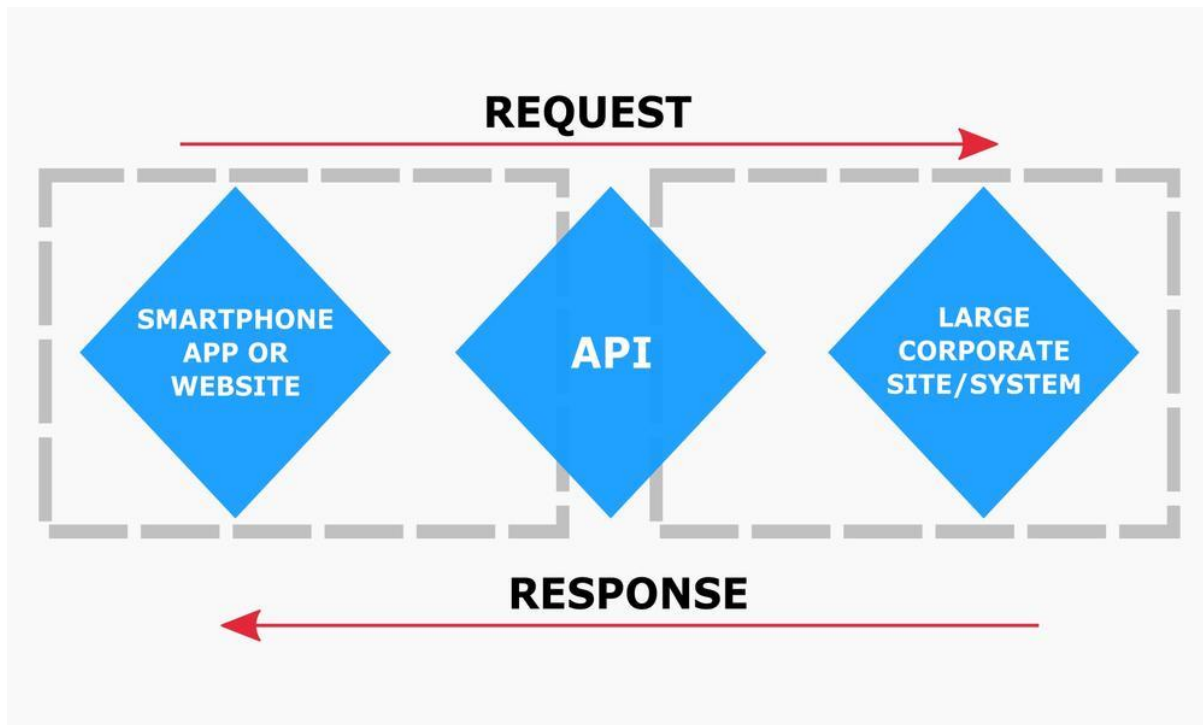 REQUEST
SMARTPHONE
APP OR
WEBSITE
API
LARGE
CORPORATE
SITE/SYSTEM
RESPONSE